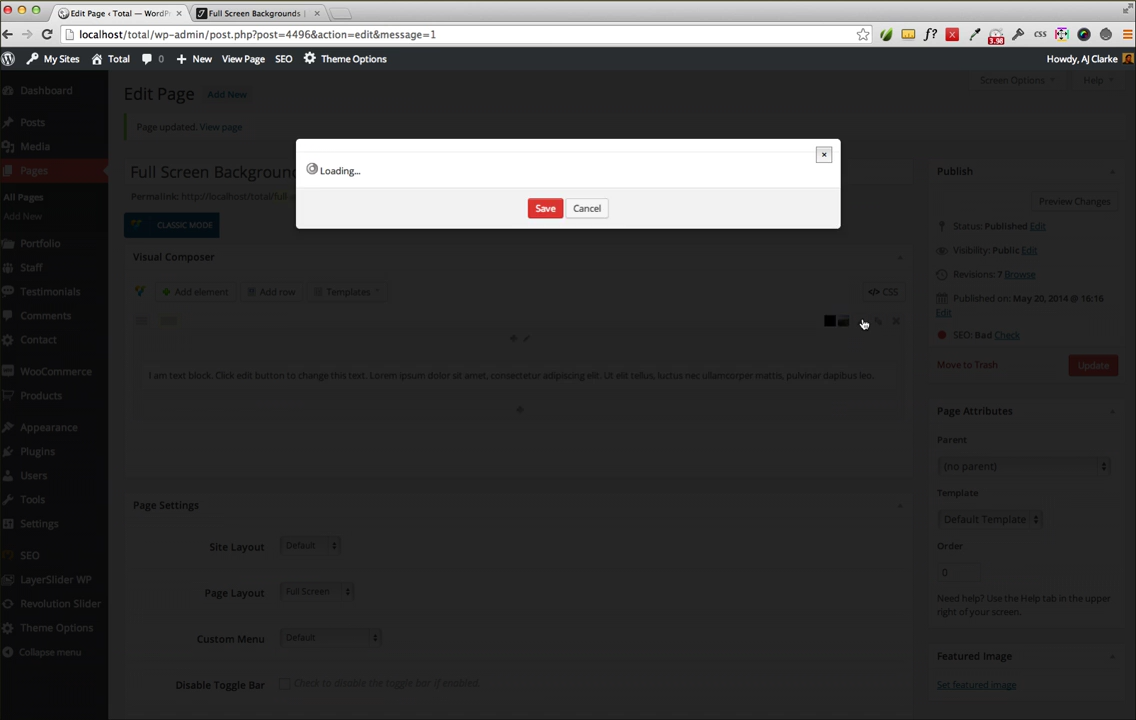 Edit Page ‹ Total — WordP
Full Screen Backgrounds |
localhost/total/wp-admin/post.php?post=4496&action=edit&message=1
f?
3.98
CSS
My Sites
Total
0
New
View Page
SEO
Theme Options
Howdy, AJ Clarke
Dashboard
Posts
Media
Pages
All Pages
Add New
Portfolio
Staff
Testimonials
Comments
Contact
WooCommerce
Products
Appearance
Plugins
Users
Tools
Settings
SEO
LayerSlider WP
Revolution Slider
Theme Options
Collapse menu
Screen Options
Help
Edit Page
Add New
Page updated. View page
Full Screen Backgroun
Permalink: http://localhost/total/full
CLASSIC MODE
Loading...
Save
Cancel
Visual Composer
Add element
Add row
Templates
</> CSS
I am text block. Click edit button to change this text. Lorem ipsum dolor sit amet, consectetur adipiscing elit. Ut elit tellus, luctus nec ullamcorper mattis, pulvinar dapibus leo.
Page Settings
Site Layout
Default
Page Layout
Full Screen
Custom Menu
Default
Disable Toggle Bar
Check to disable the toggle bar if enabled.
Publish
Preview Changes
Status: Published Edit
Visibility: Public Edit
Revisions: 7 Browse
Published on: May 20, 2014 @ 16:16
Edit
SEO: Bad Check
Move to Trash
Update
Page Attributes
Parent
(no parent)
Template
Default Template
Order
0
Need help? Use the Help tab in the upper
right of your screen.
Featured Image
Set featured image